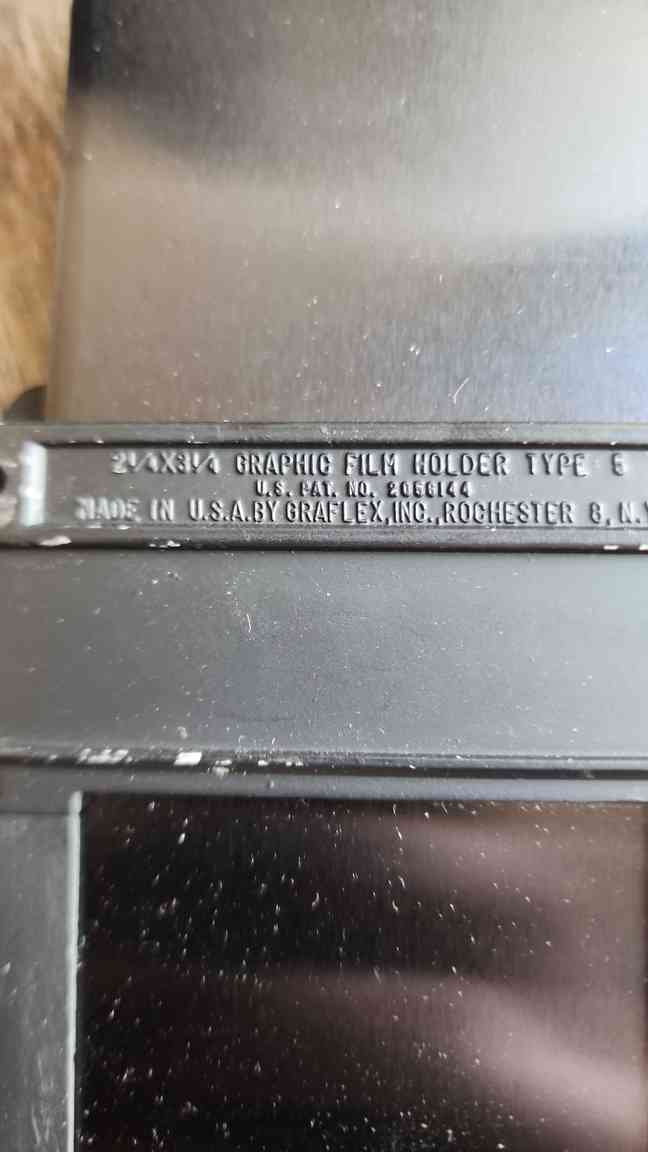 2¼X3¼ GRAPHIC FILM HOLDER TYPE 5
U.S. PAT. NO. 2056144
MADE IN U.S.A.BY GRAFLEX,INC.,ROCHESTER 8, N.Y